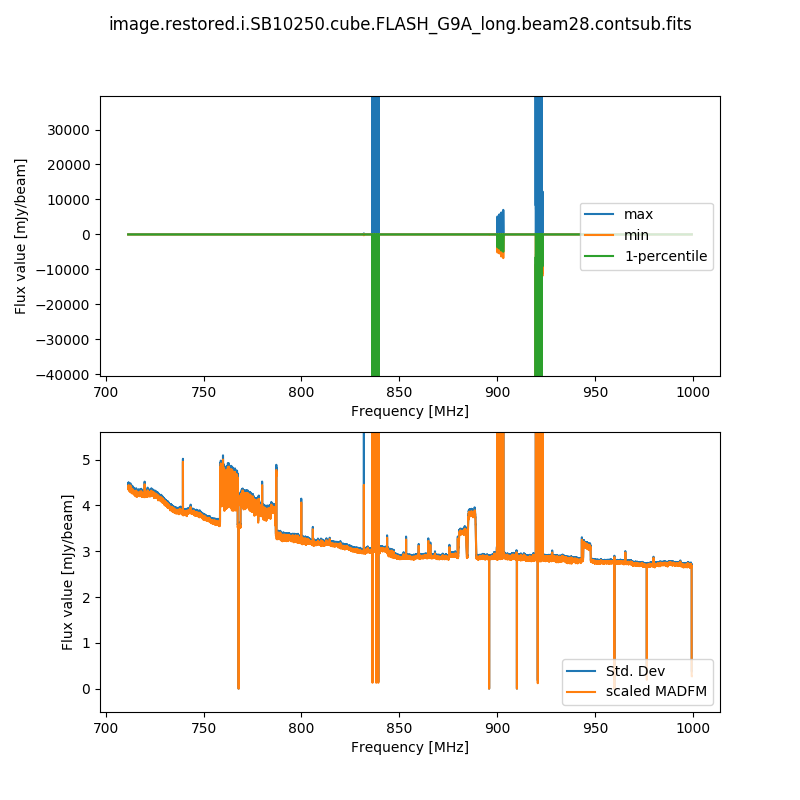 image.restored.i.SB10250.cube.FLASH_G9A_long.beam28.contsub.fits
Flux value [mJy/beam]
30000
20000
10000
0
−10000
−20000
−30000
−40000
max
min
1-percentile
700 750 800 850 900 950 1000
Frequency [MHz]
Flux value [mJy/beam]
5
4
3
2
1
0
Std. Dev
scaled MADFM
700 750 800 850 900 950 1000
Frequency [MHz]